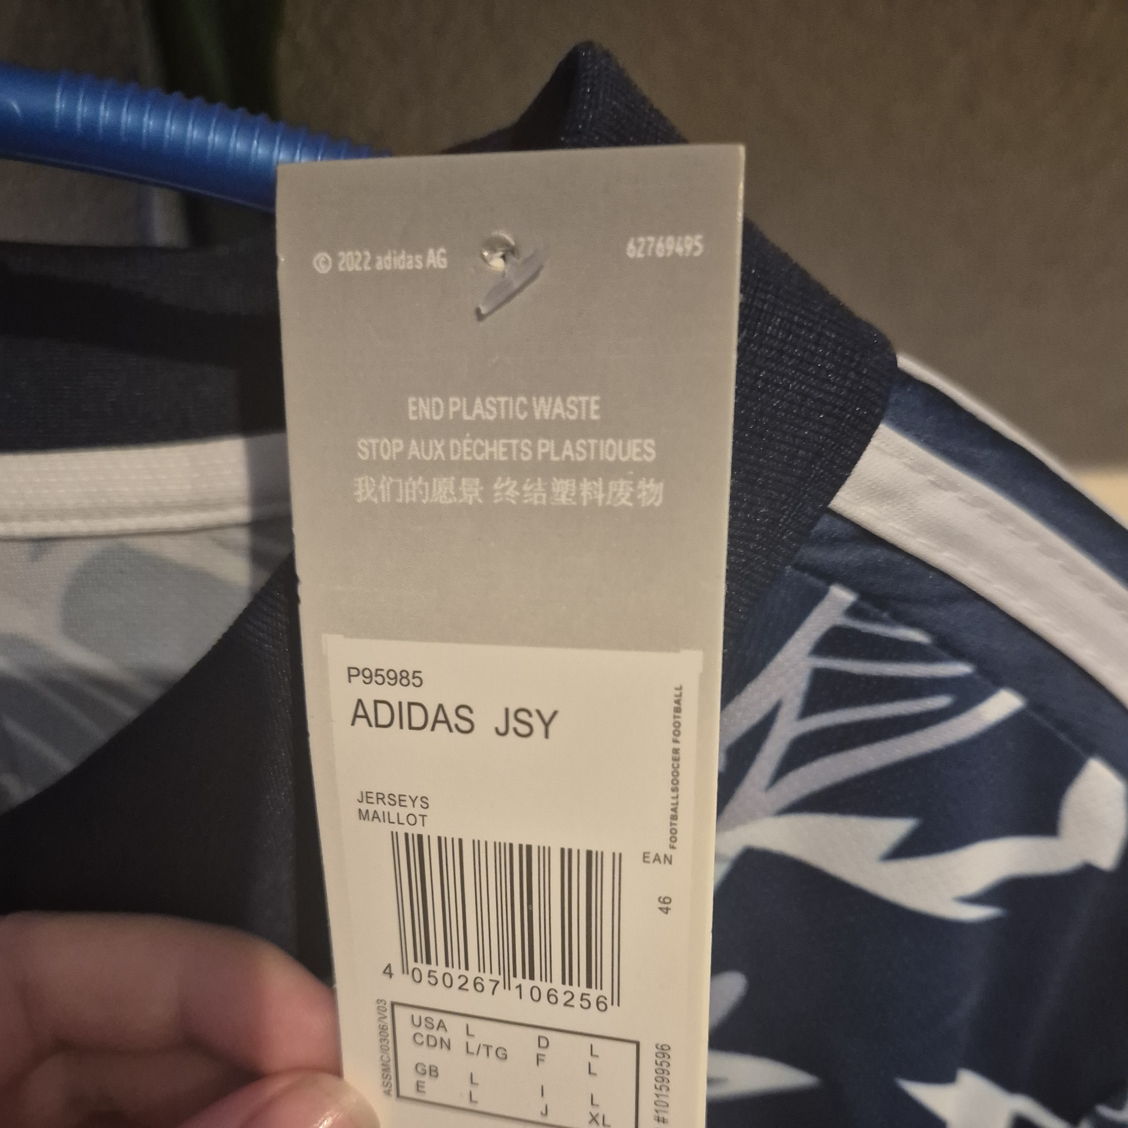 © 2022 adidas AG
62769495
END PLASTIC WASTE
STOP AUX DÉCHETS PLASTIQUES
我们的愿景 终结塑料废物
P95985
ADIDAS JSY
FOOTBALLSOCCER FOOTBALL
JERSEYS
MAILLOT
EAN
46
4 050267 106256
ASSMC/0306/V03
#101599596
USA L D L
CDN L/TG F L
GB L I L
E L J XL